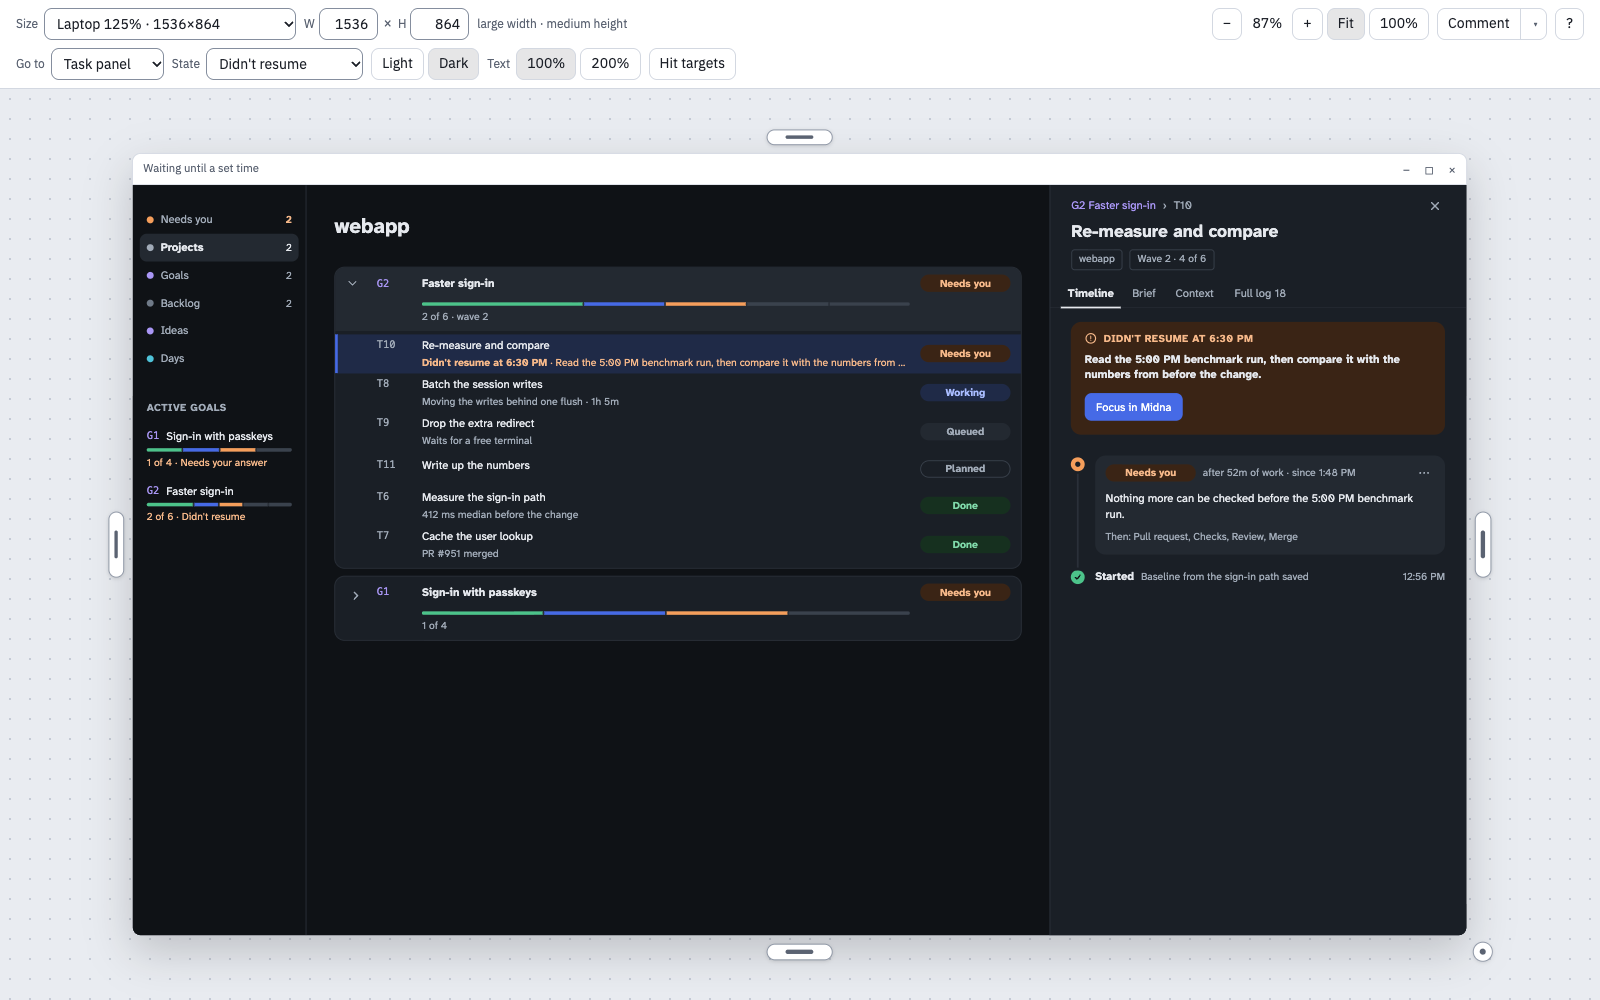 Size
Laptop 125% · 1536×864
W
1536
×
H
864
large width · medium height
−
87%
+
Fit
100%
Comment
?
Go to
Task panel
State
Didn't resume
Light
Dark
Text
100%
200%
Hit targets
Waiting until a set time
Needs you
2
Projects
2
Goals
2
Backlog
2
Ideas
Days
ACTIVE GOALS
G1 Sign-in with passkeys
1 of 4 · Needs your answer
G2 Faster sign-in
2 of 6 · Didn't resume
webapp
G2
Faster sign-in
Needs you
2 of 6 · wave 2
T10
Re-measure and compare
Didn't resume at 6:30 PM · Read the 5:00 PM benchmark run, then compare it with the numbers from ...
Needs you
T8
Batch the session writes
Moving the writes behind one flush · 1h 5m
Working
T9
Drop the extra redirect
Waits for a free terminal
Queued
T11
Write up the numbers
Planned
T6
Measure the sign-in path
412 ms median before the change
Done
T7
Cache the user lookup
PR #951 merged
Done
G1
Sign-in with passkeys
Needs you
1 of 4
G2 Faster sign-in › T10
Re-measure and compare
webapp
Wave 2 · 4 of 6
Timeline
Brief
Context
Full log 18
DIDN'T RESUME AT 6:30 PM
Read the 5:00 PM benchmark run, then compare it with the
numbers from before the change.
Focus in Midna
Needs you
after 52m of work · since 1:48 PM
Nothing more can be checked before the 5:00 PM benchmark
run.
Then: Pull request, Checks, Review, Merge
Started Baseline from the sign-in path saved
12:56 PM